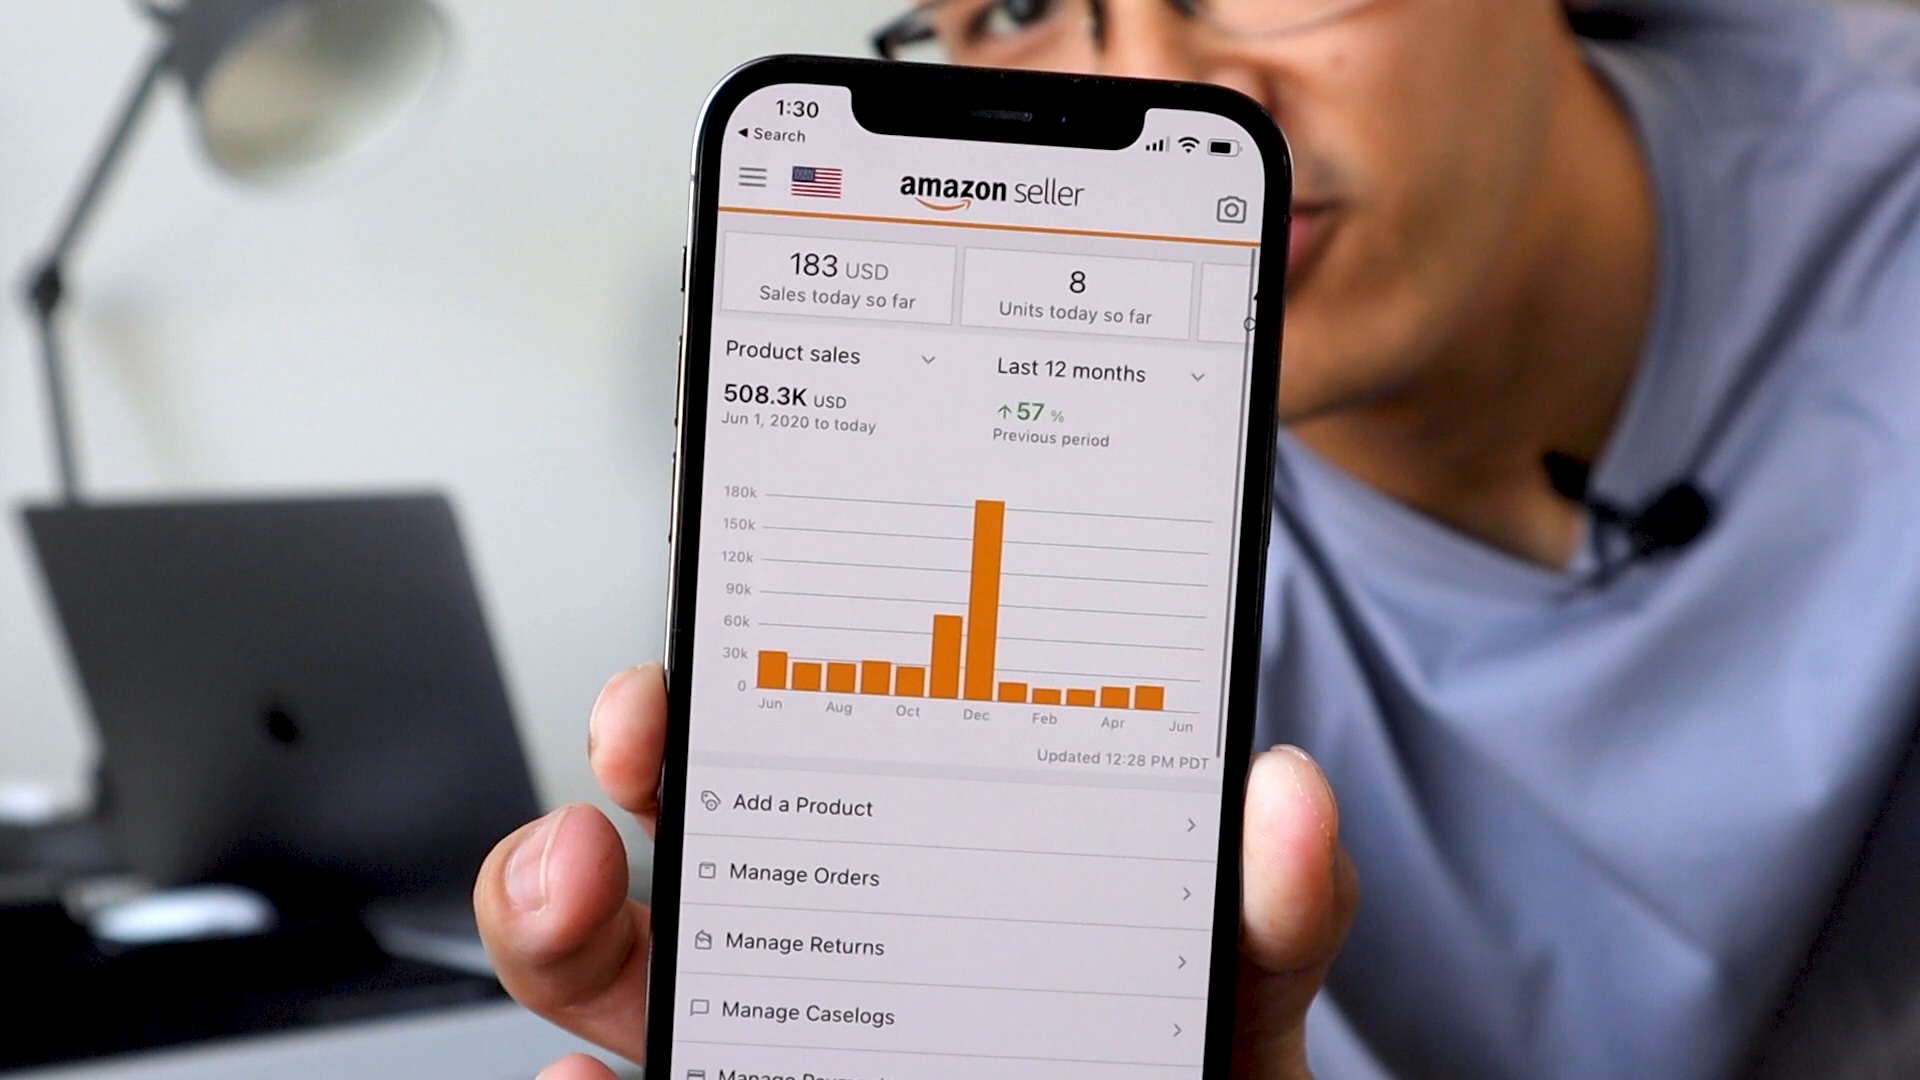 1:30
◀ Search
amazon seller
183 USD
Sales today so far
8
Units today so far
Product sales
Last 12 months
508.3K USD
Jun 1, 2020 to today
↑57 %
Previous period
180k
150k
120k
90k
60k
30k
0
Jun Aug Oct Dec Feb Apr Jun
Updated 12:28 PM PDT
Add a Product
Manage Orders
Manage Returns
Manage Caselogs
Manage